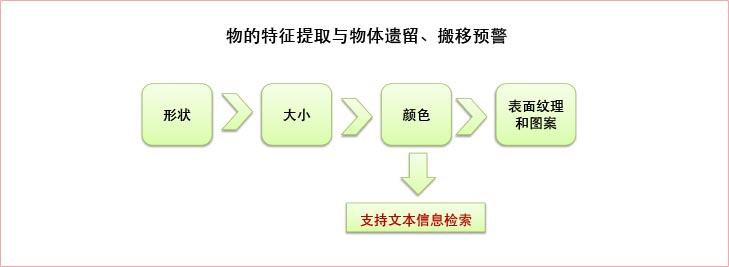 物的特征提取与物体遗留、搬移预警
形状
大小
颜色
表面纹理
和图案
支持文本信息检索